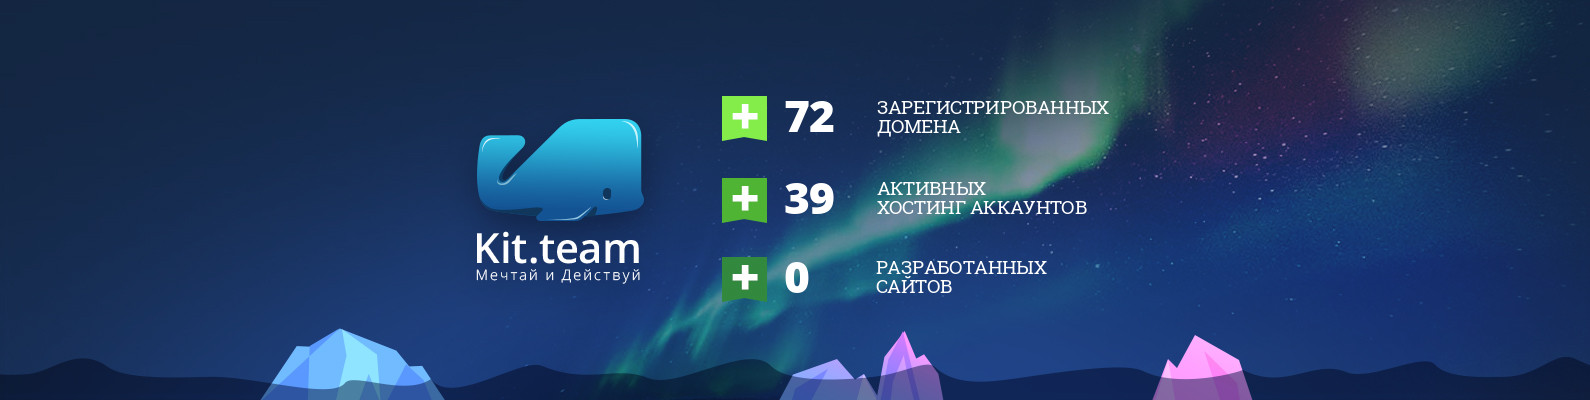 72
ЗАРЕГИСТРИРОВАННЫХ
ДОМЕНА
39
АКТИВНЫХ
ХОСТИНГ АККАУНТОВ
Kit.team
Мечтай и Действуй
0
РАЗРАБОТАННЫХ
САЙТОВ